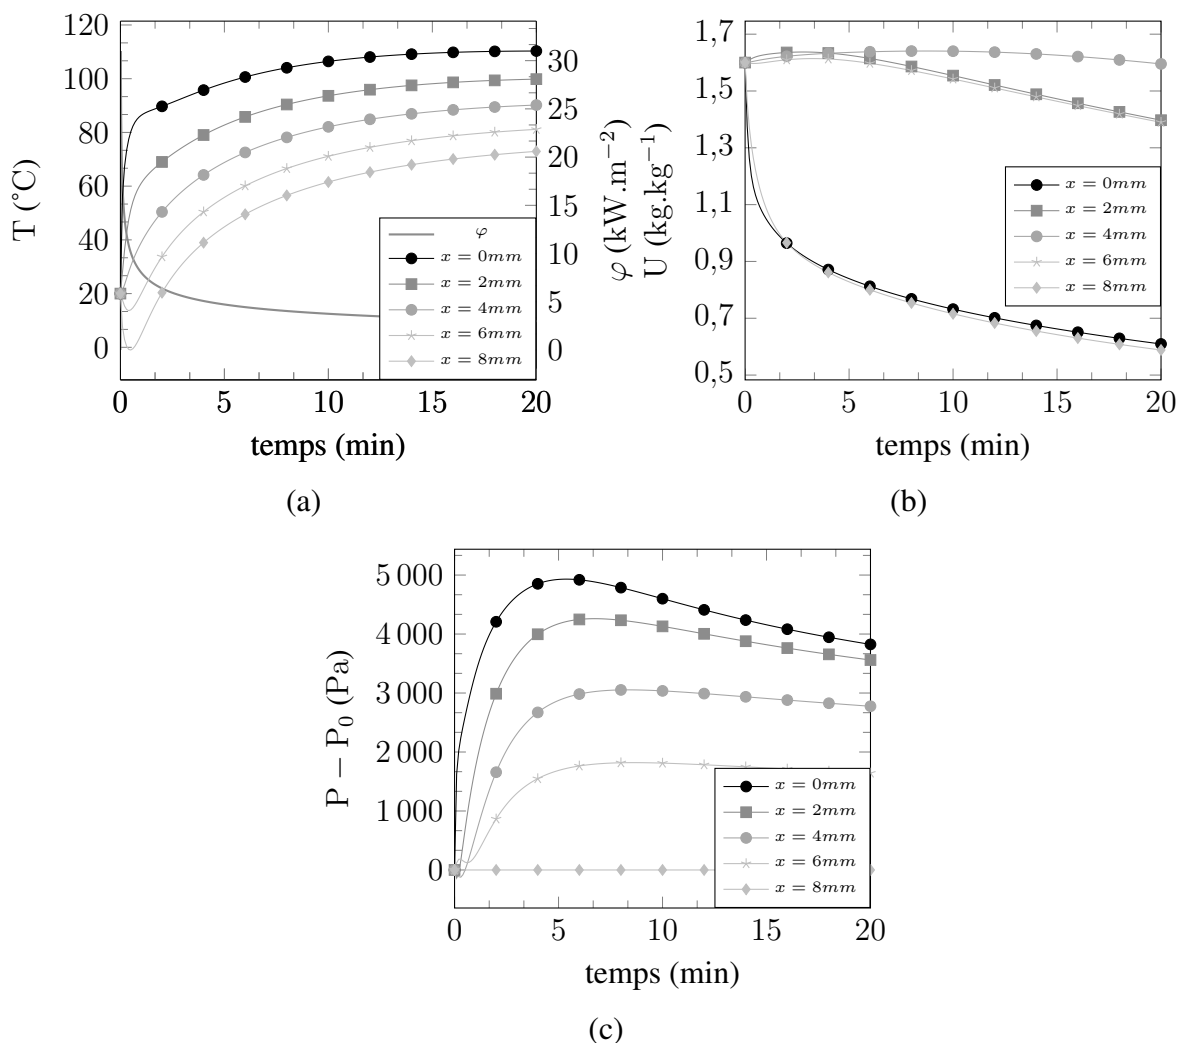 120
100
80
60
40
20
0
T (°C)
30
25
20
15
10
5
0
φ (kW.m⁻²)
φ
x = 0mm
x = 2mm
x = 4mm
x = 6mm
x = 8mm
0 5 10 15 20
temps (min)
(a)
1,7
1,5
1,3
1,1
0,9
0,7
0,5
U (kg.kg⁻¹)
x = 0mm
x = 2mm
x = 4mm
x = 6mm
x = 8mm
0 5 10 15 20
temps (min)
(b)
5 000
4 000
3 000
2 000
1 000
0
P − P₀ (Pa)
x = 0mm
x = 2mm
x = 4mm
x = 6mm
x = 8mm
0 5 10 15 20
temps (min)
(c)